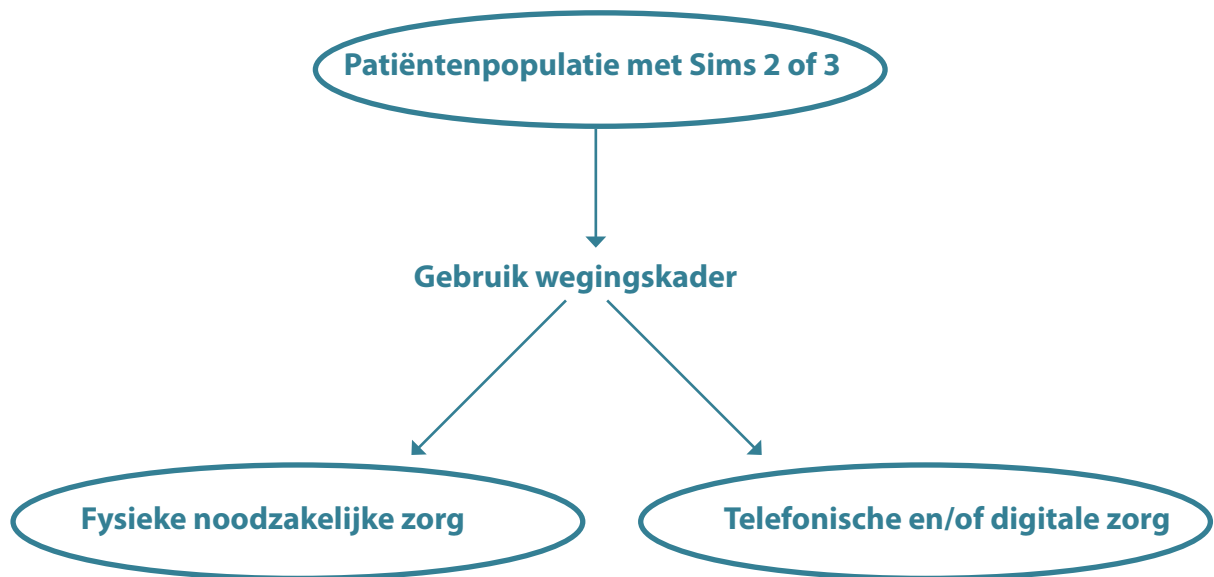 Patiëntenpopulatie met Sims 2 of 3
Gebruik wegingskader
Fysieke noodzakelijke zorg
Telefonische en/of digitale zorg